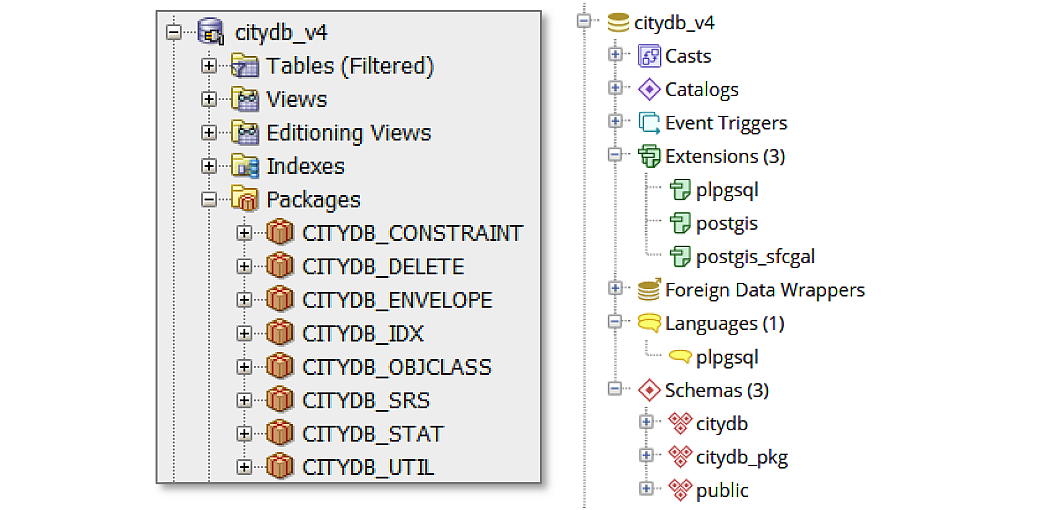 citydb_v4
Tables (Filtered)
Views
Editioning Views
Indexes
Packages
CITYDB_CONSTRAINT
CITYDB_DELETE
CITYDB_ENVELOPE
CITYDB_IDX
CITYDB_OBJCLASS
CITYDB_SRS
CITYDB_STAT
CITYDB_UTIL
citydb_v4
Casts
Catalogs
Event Triggers
Extensions (3)
plpgsql
postgis
postgis_sfcgal
Foreign Data Wrappers
Languages (1)
plpgsql
Schemas (3)
citydb
citydb_pkg
public